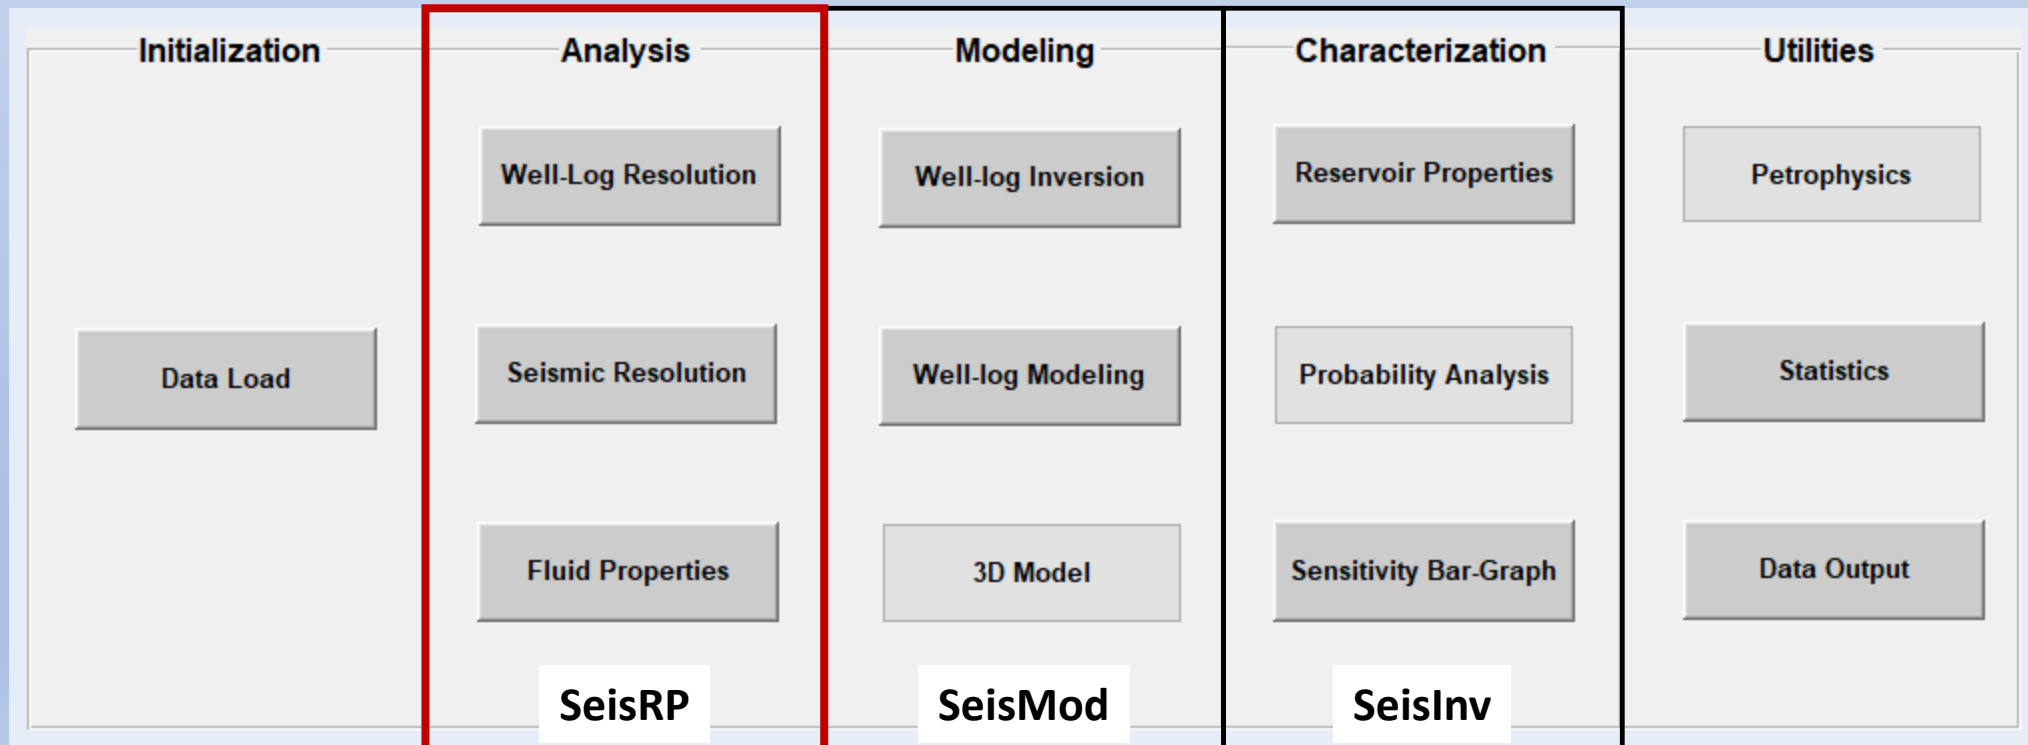 Initialization
Data Load
Analysis
Well-Log Resolution
Seismic Resolution
Fluid Properties
SeisRP
Modeling
Well-log Inversion
Well-log Modeling
3D Model
SeisMod
Characterization
Reservoir Properties
Probability Analysis
Sensitivity Bar-Graph
SeisInv
Utilities
Petrophysics
Statistics
Data Output